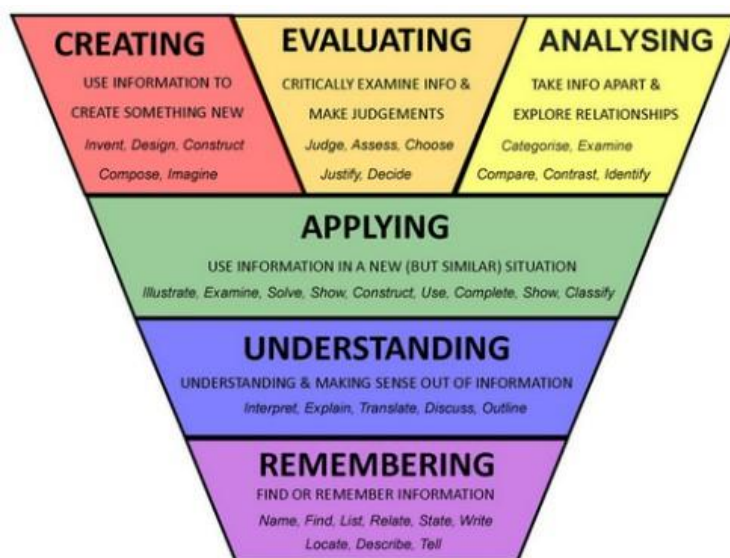 CREATING
USE INFORMATION TO
CREATE SOMETHING NEW
Invent, Design, Construct
Compose, Imagine
EVALUATING
CRITICALLY EXAMINE INFO &
MAKE JUDGEMENTS
Judge, Assess, Choose
Justify, Decide
ANALYSING
TAKE INFO APART &
EXPLORE RELATIONSHIPS
Categorise, Examine
Compare, Contrast, Identify
APPLYING
USE INFORMATION IN A NEW (BUT SIMILAR) SITUATION
Illustrate, Examine, Solve, Show, Construct, Use, Complete, Show, Classify
UNDERSTANDING
UNDERSTANDING & MAKING SENSE OUT OF INFORMATION
Interpret, Explain, Translate, Discuss, Outline
REMEMBERING
FIND OR REMEMBER INFORMATION
Name, Find, List, Relate, State, Write
Locate, Describe, Tell